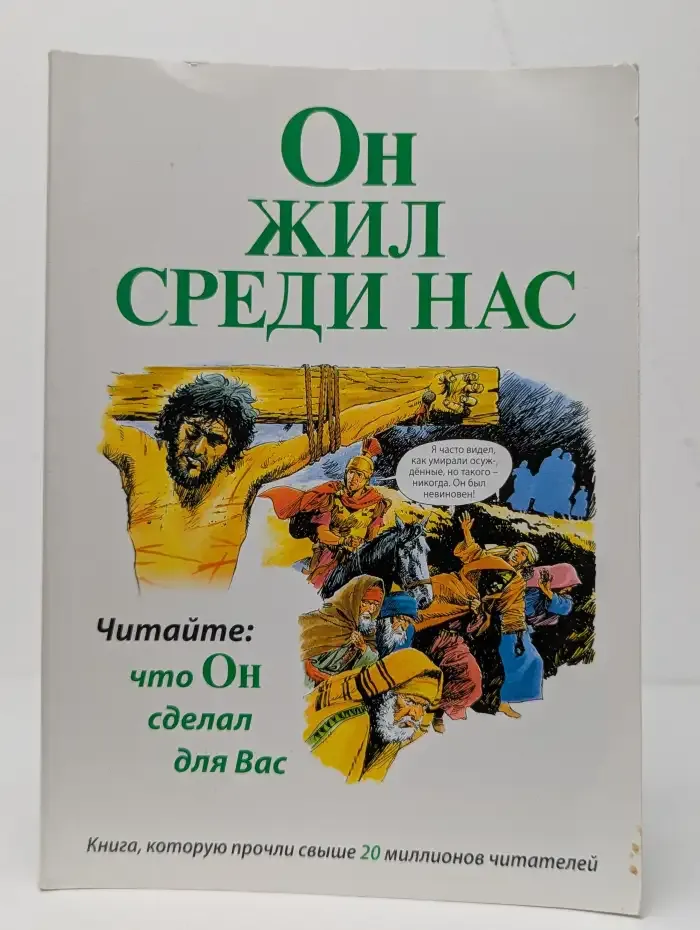 Он
ЖИЛ
СРЕДИ НАС
Я часто видел,
как умирали осуж-
дённые, но такого –
никогда. Он был
невиновен!
Читайте:
что Он
сделал
для Вас
Книга, которую прочли свыше 20 миллионов читателей